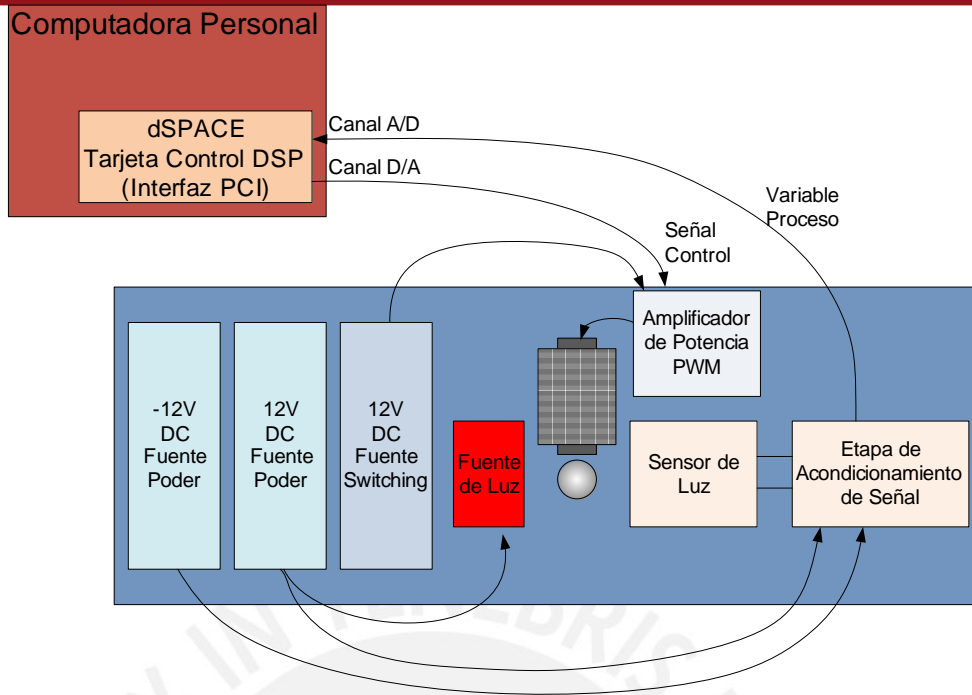 Computadora Personal
dSPACE
Tarjeta Control DSP
(Interfaz PCI)
Canal A/D
Canal D/A
Variable
Proceso
Señal
Control
Amplificador
de Potencia
PWM
-12V
DC
Fuente
Poder
12V
DC
Fuente
Poder
12V
DC
Fuente
Switching
Fuente
de Luz
Sensor de
Luz
Etapa de
Acondicionamiento
de Señal